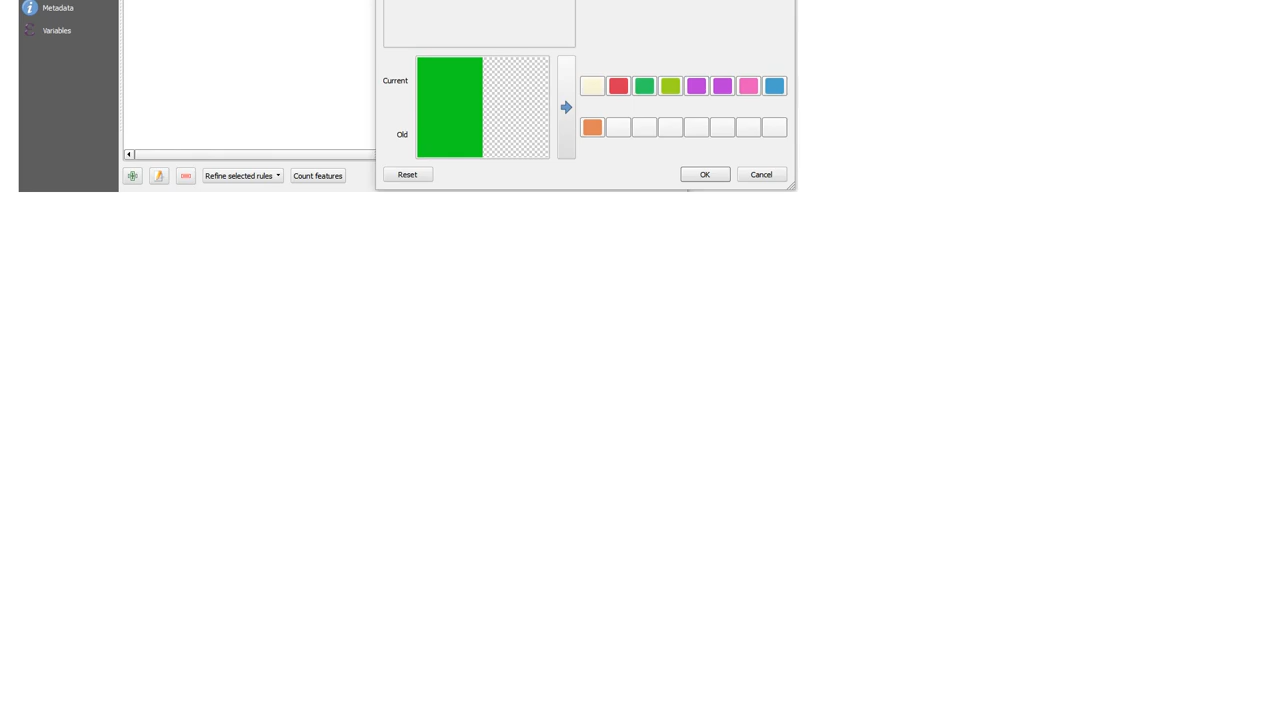 Metadata
Variables
Current
Old
Refine selected rules
Count features
Reset
OK
Cancel